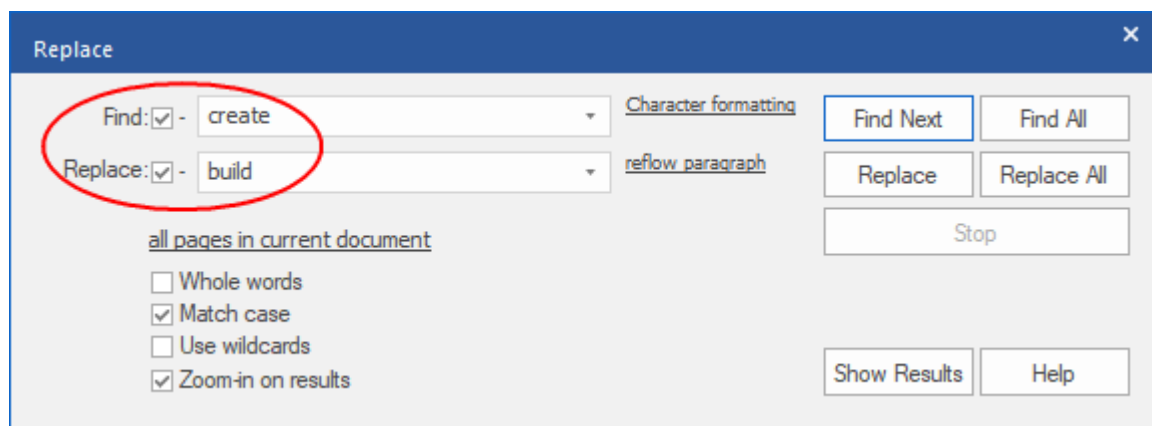 Replace
Find: - create Character formatting Find Next Find All
Replace: - build reflow paragraph Replace Replace All
all pages in current document Stop
Whole words
Match case
Use wildcards
Zoom-in on results Show Results Help